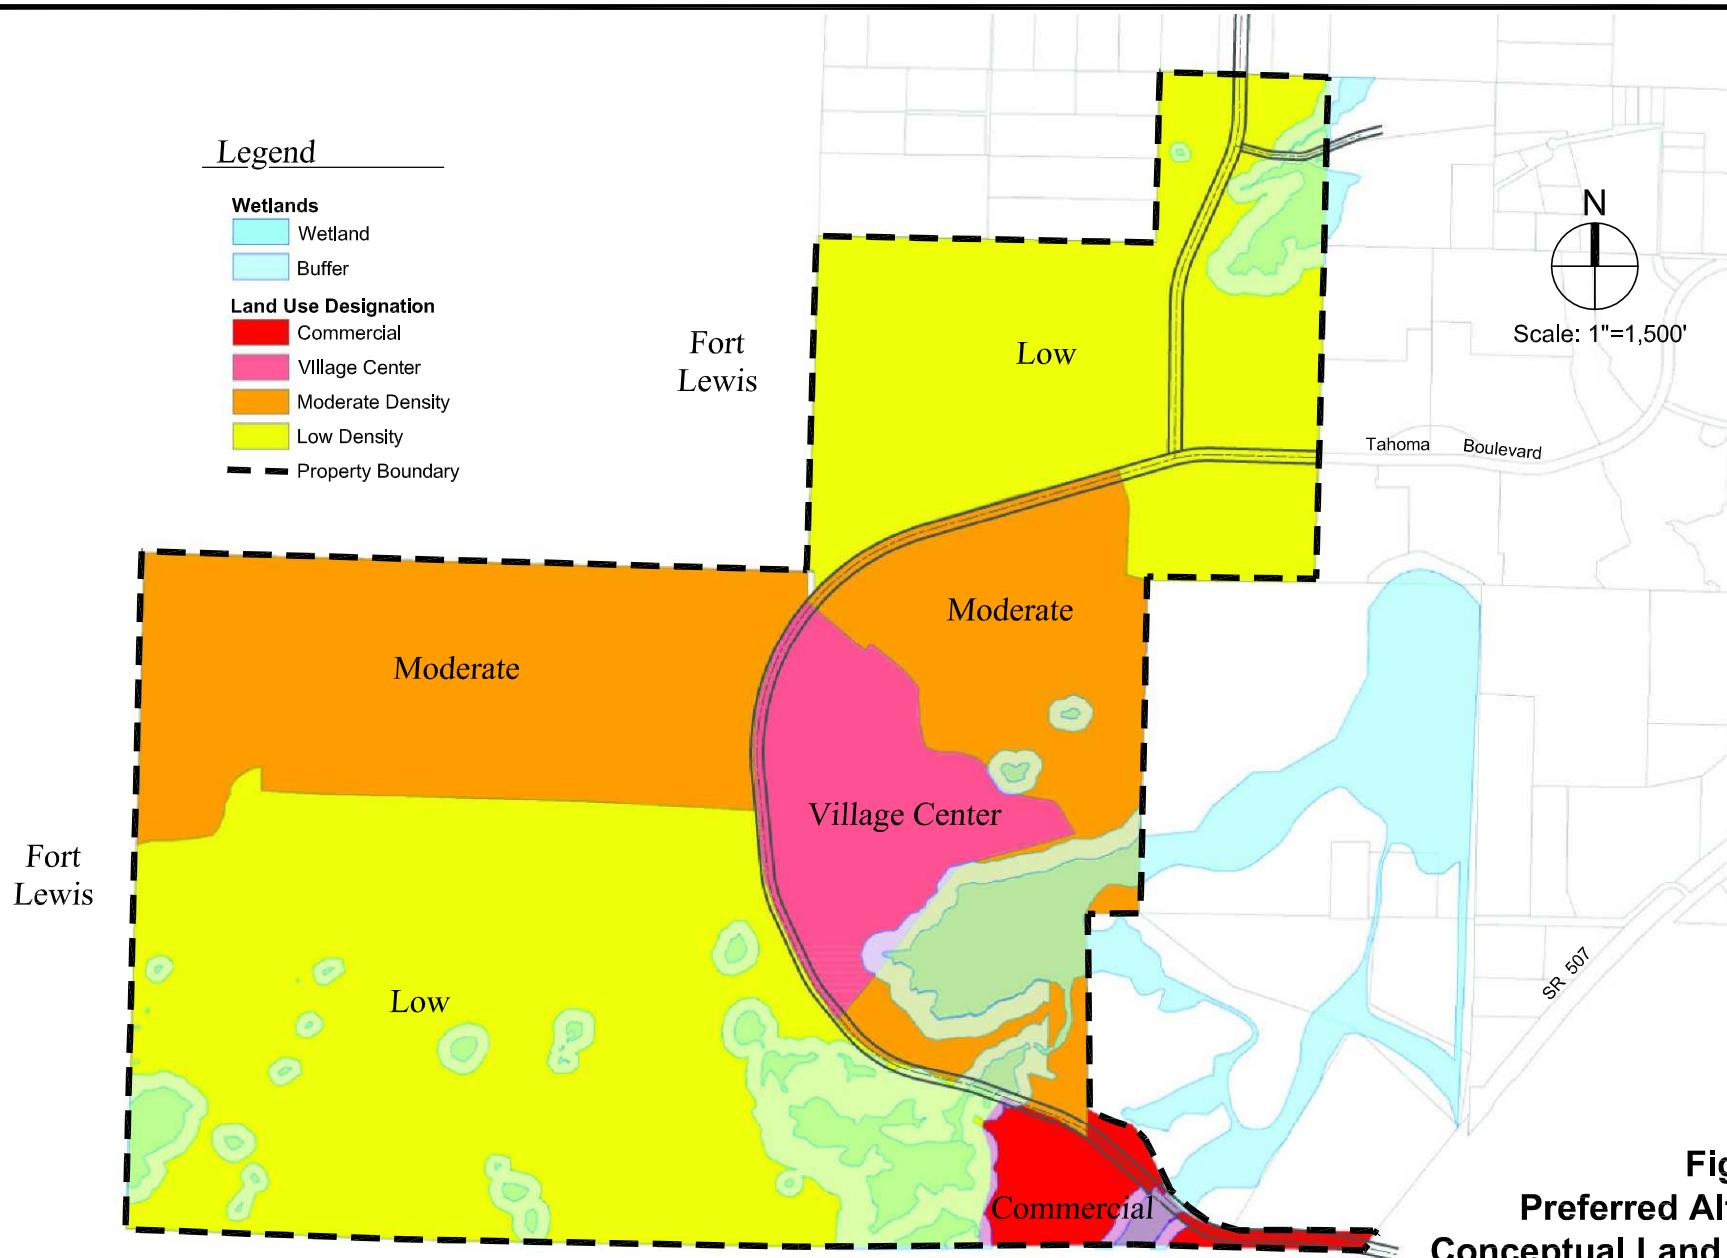 Legend
Wetlands
Wetland
Buffer
Land Use Designation
Commercial
VIllage Center
Moderate Density
Low Density
Property Boundary
N
Scale: 1"=1,500'
Fort
Lewis
Low
Tahoma Boulevard
Moderate
Moderate
Village Center
Fort
Lewis
Low
SR 507
Commercial
Fig
Preferred Alt
Conceptual Land